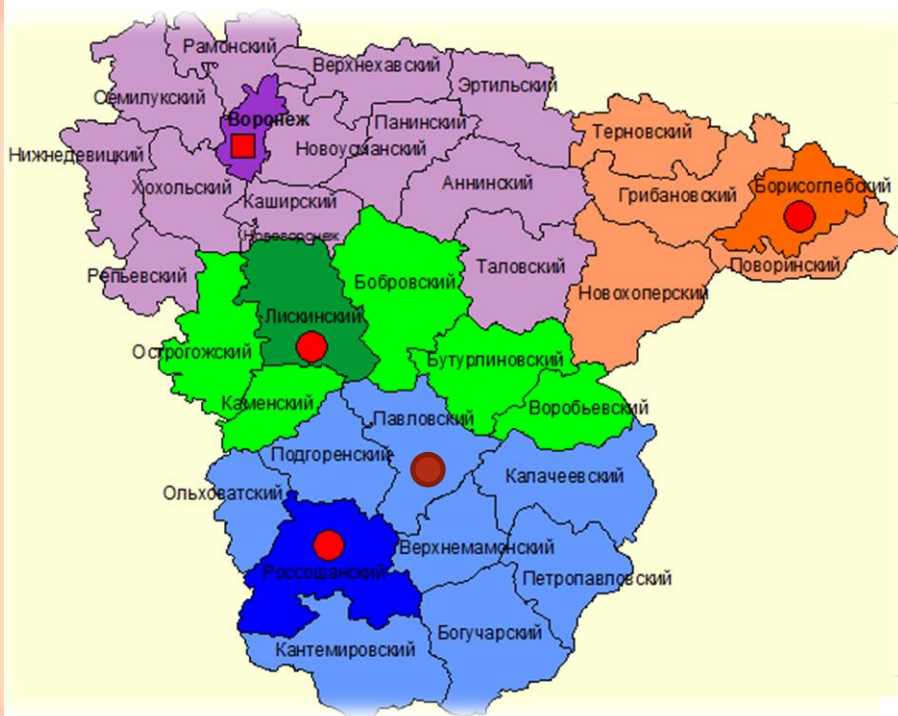 Рамонский
Верхнехавский
Эртильский
Семилукский
Воронеж
Панинский
Терновский
Нижнедевицкий
Новоусманский
Хохольский
Аннинский
Грибановский
Борисоглебский
Каширский
Нововоронеж
Репьевский
Бобровский
Таловский
Новохоперский
Поворинский
Лискинский
Острогожский
Бутурлиновский
Каменский
Павловский
Воробьевский
Подгоренский
Калачеевский
Ольховатский
Верхнемамонский
Россошанский
Петропавловский
Кантемировский
Богучарский